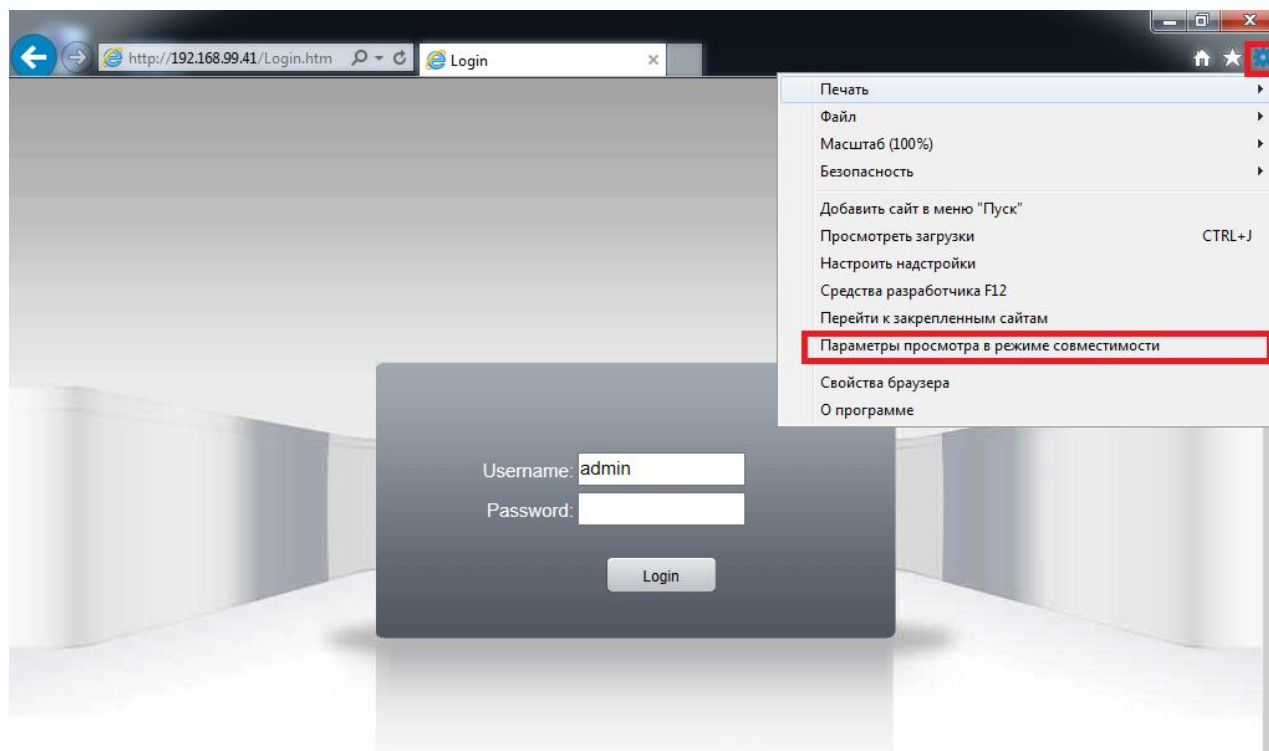 http://192.168.99.41/Login.htm
Login
Печать
Файл
Масштаб (100%)
Безопасность
Добавить сайт в меню "Пуск"
Просмотреть загрузки CTRL+J
Настроить надстройки
Средства разработчика F12
Перейти к закрепленным сайтам
Параметры просмотра в режиме совместимости
Свойства браузера
О программе
Username: admin
Password:
Login